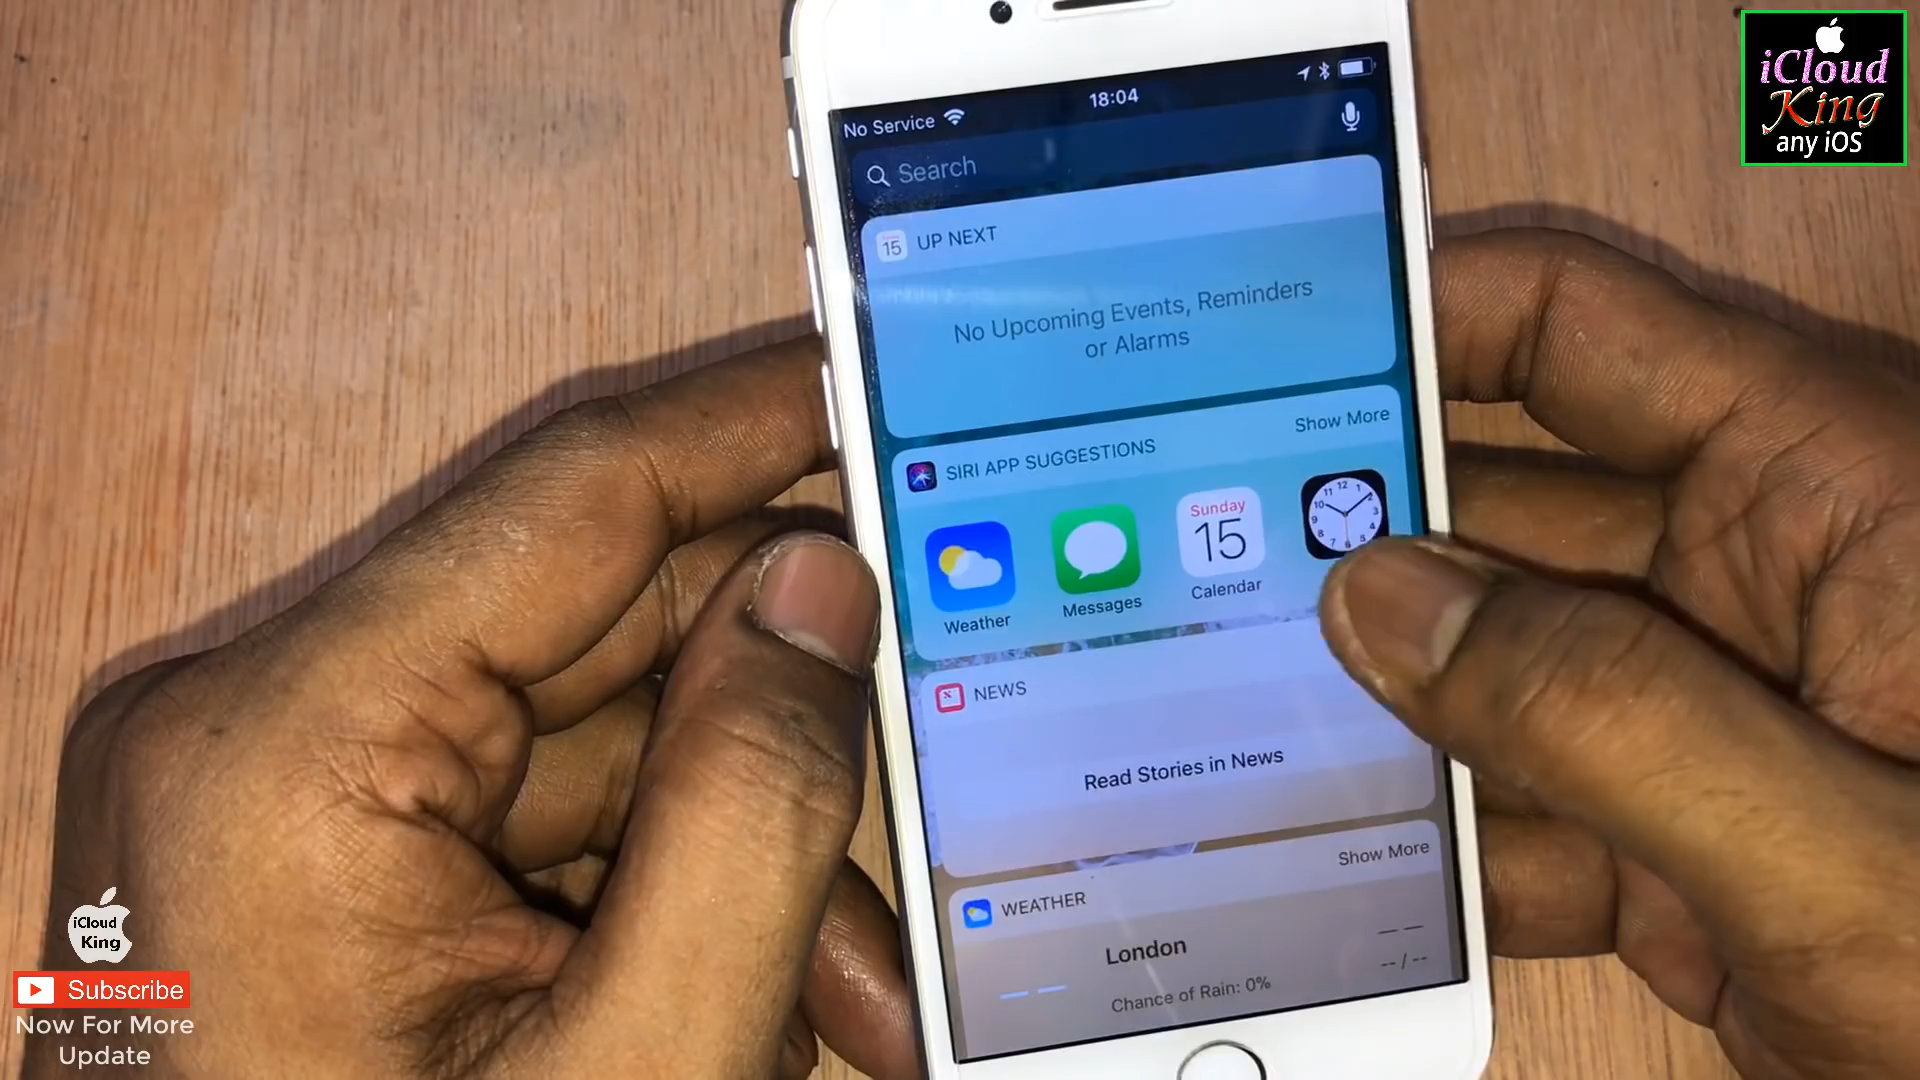 iCloud
King
any iOS
No Service
18:04
Search
15
UP NEXT
No Upcoming Events, Reminders
or Alarms
SIRI APP SUGGESTIONS
Show More
Sunday
15
Weather
Messages
Calendar
NEWS
Read Stories in News
WEATHER
Show More
London
-- / --
Chance of Rain: 0%
iCloud
King
Subscribe
Now For More
Update